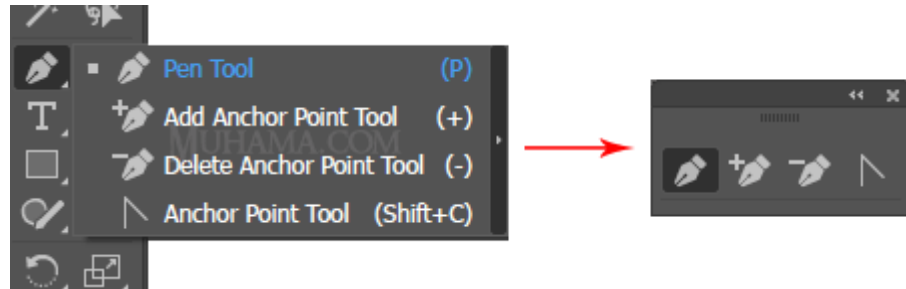 Pen Tool (P)
Add Anchor Point Tool (+)
MUHAMA.COM
Delete Anchor Point Tool (-)
Anchor Point Tool (Shift+C)